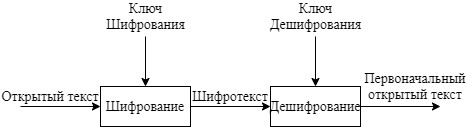 Ключ
Шифрования
Ключ
Дешифрования
Открытый текст
Шифрование
Шифротекст
Дешифрование
Первоначальный
открытый текст